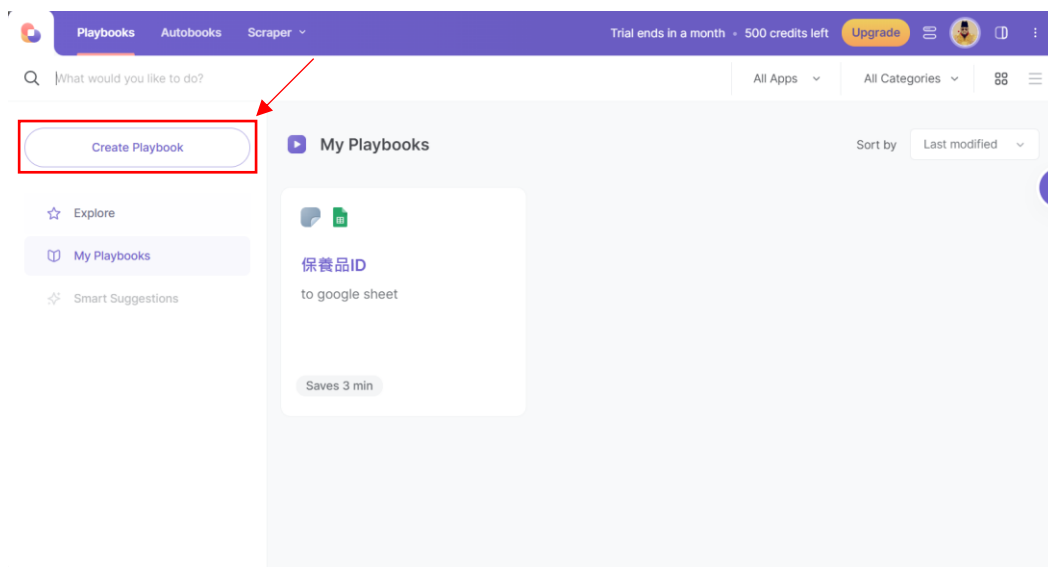 Playbooks Autobooks Scraper Trial ends in a month • 500 credits left Upgrade
What would you like to do? All Apps All Categories
Create Playbook
My Playbooks Sort by Last modified
Explore
My Playbooks
Smart Suggestions
保養品ID
to google sheet
Saves 3 min